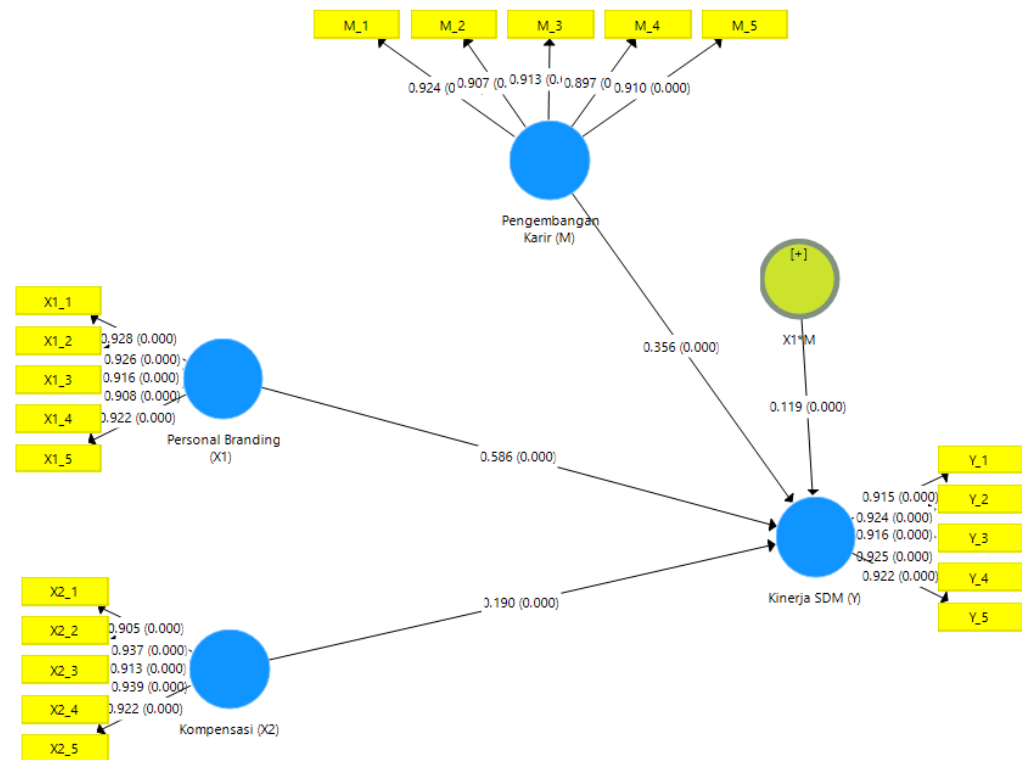 M_1
M_2
M_3
M_4
M_5
0.924 (0
0.907 (0.
0.913 (0.
0.897 (0
0.910 (0.000)
Pengembangan
Karir (M)
[+]
X1*M
0.356 (0.000)
0.119 (0.000)
X1_1
X1_2
X1_3
X1_4
X1_5
0.928 (0.000)
0.926 (0.000)
0.916 (0.000)
0.908 (0.000)
0.922 (0.000)
Personal Branding
(X1)
0.586 (0.000)
Y_1
Y_2
Y_3
Y_4
Y_5
0.915 (0.000)
0.924 (0.000)
0.916 (0.000)
0.925 (0.000)
0.922 (0.000)
Kinerja SDM (Y)
X2_1
X2_2
X2_3
X2_4
X2_5
0.905 (0.000)
0.937 (0.000)
0.913 (0.000)
0.939 (0.000)
0.922 (0.000)
Kompensasi (X2)
0.190 (0.000)